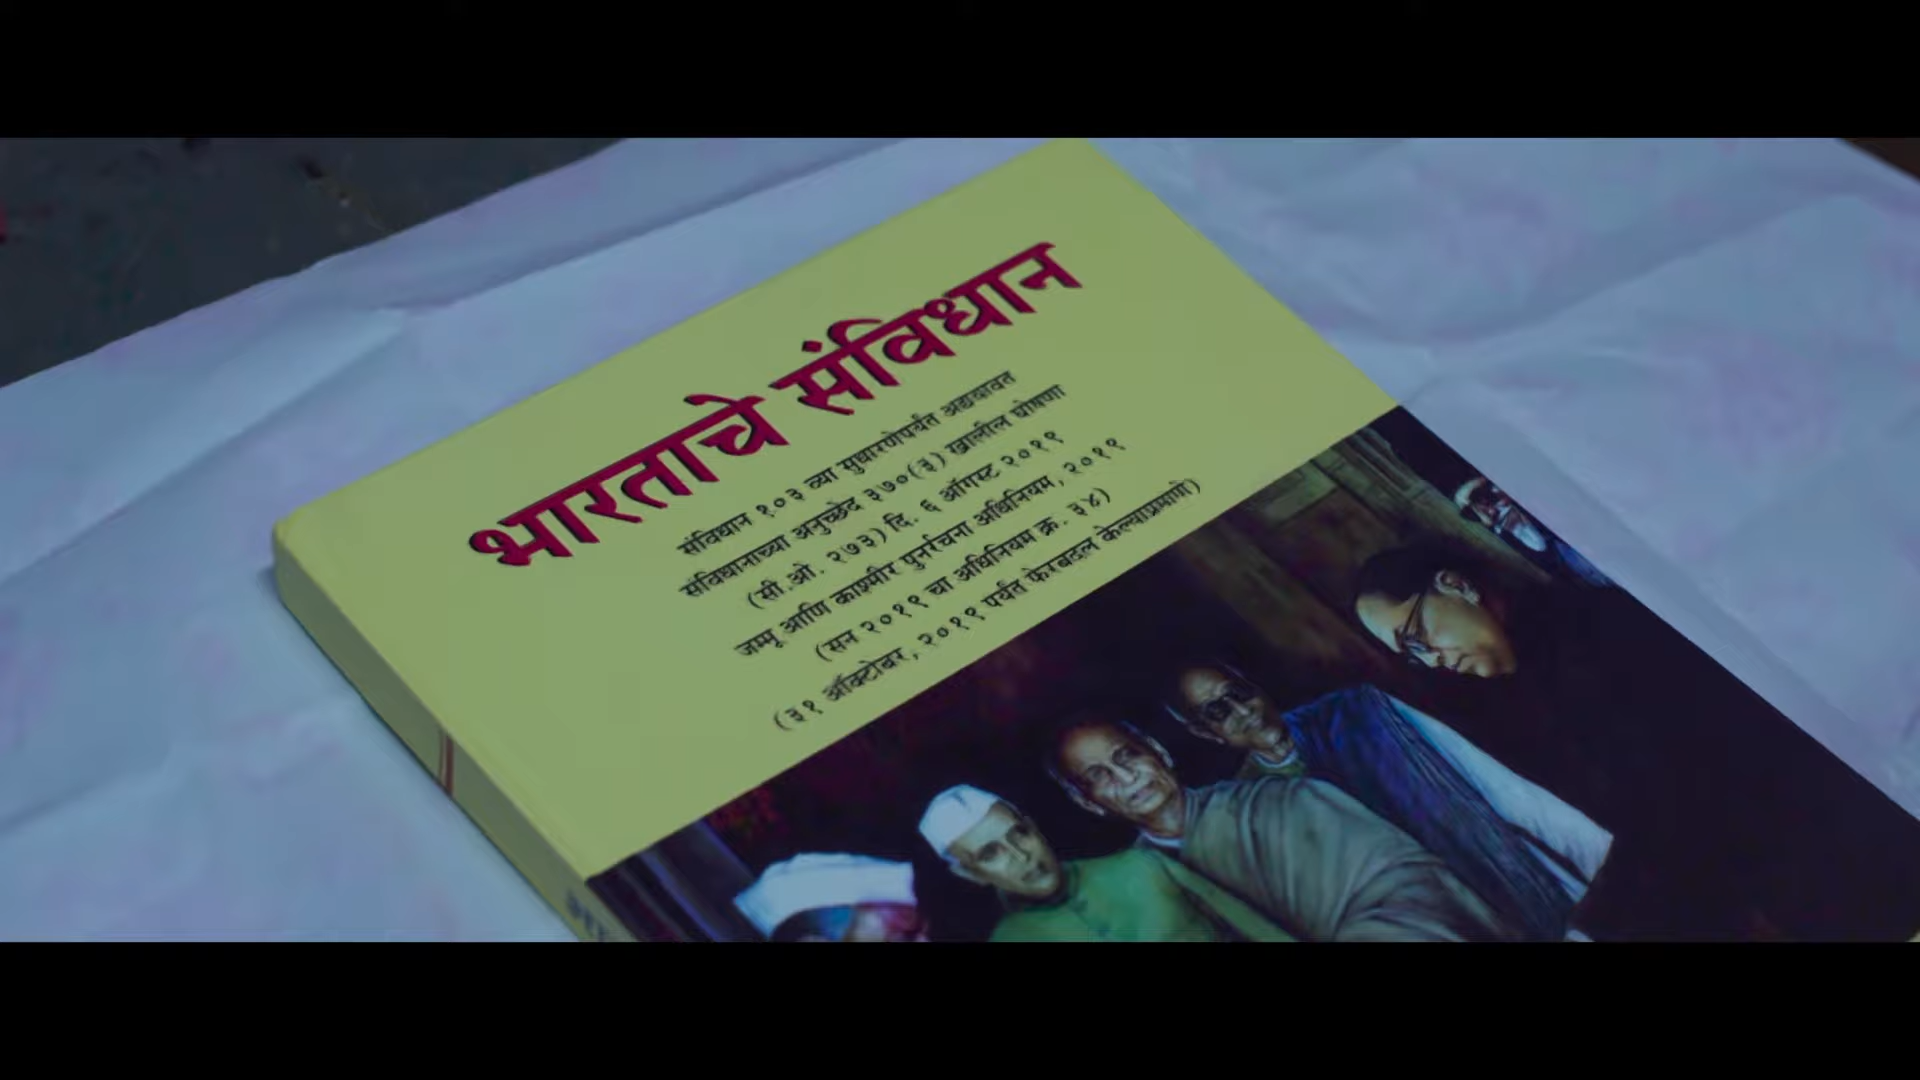 भारताचे संविधान
संविधान १०३ व्या सुधारणेपर्यंत अद्ययावत
संविधानाच्या अनुच्छेद ३७०(३) खालील घोषणा
(सी.ओ. २७३) दि. ६ ऑगस्ट २०१९
जम्मू आणि काश्मीर पुनर्रचना अधिनियम, २०१९
(सन २०१९ चा अधिनियम क्र. ३४)
(३१ ऑक्टोबर, २०१९ पर्यंत फेरबदल केल्याप्रमाणे)